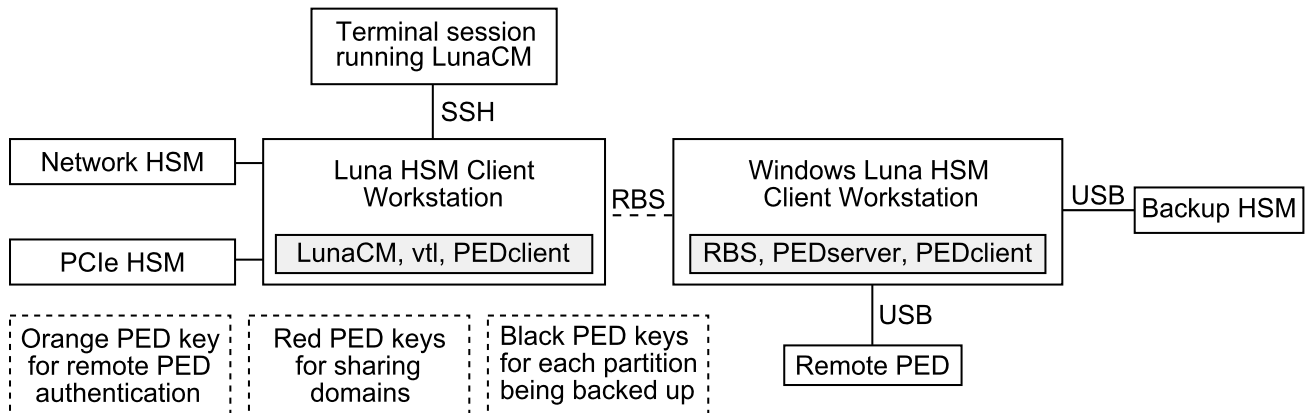 Terminal session
running LunaCM
SSH
Network HSM
Luna HSM Client
Workstation
LunaCM, vtl, PEDclient
PCIe HSM
RBS
Windows Luna HSM
Client Workstation
RBS, PEDserver, PEDclient
USB
Backup HSM
USB
Remote PED
Orange PED key
for remote PED
authentication
Red PED keys
for sharing
domains
Black PED keys
for each partition
being backed up